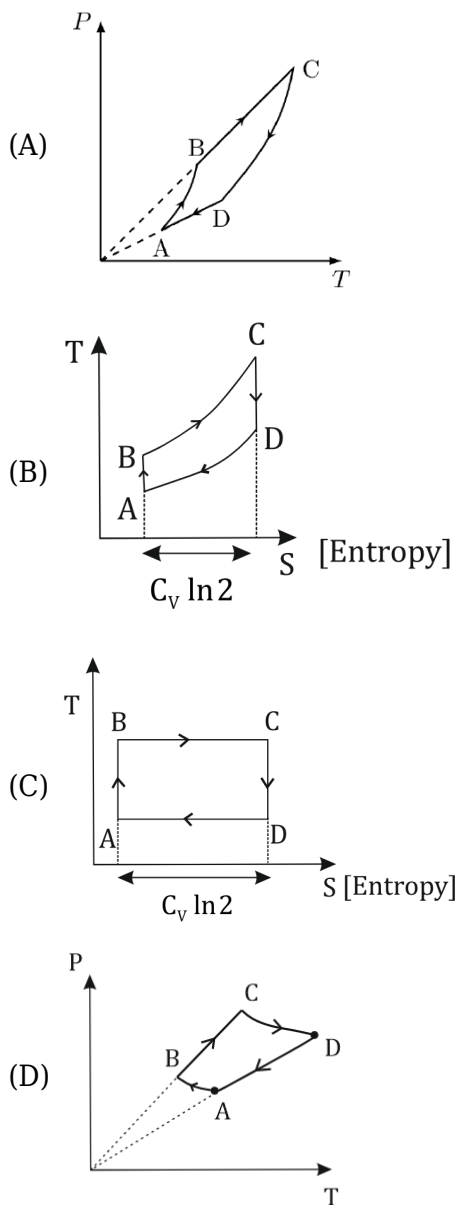 P
C
(A)
B
D
A
T
T
C
B
D
(B)
A
S [Entropy]
C_V ln 2
T
B C
(C)
A D
S [Entropy]
C_V ln 2
P
C
D
B
(D)
A
T